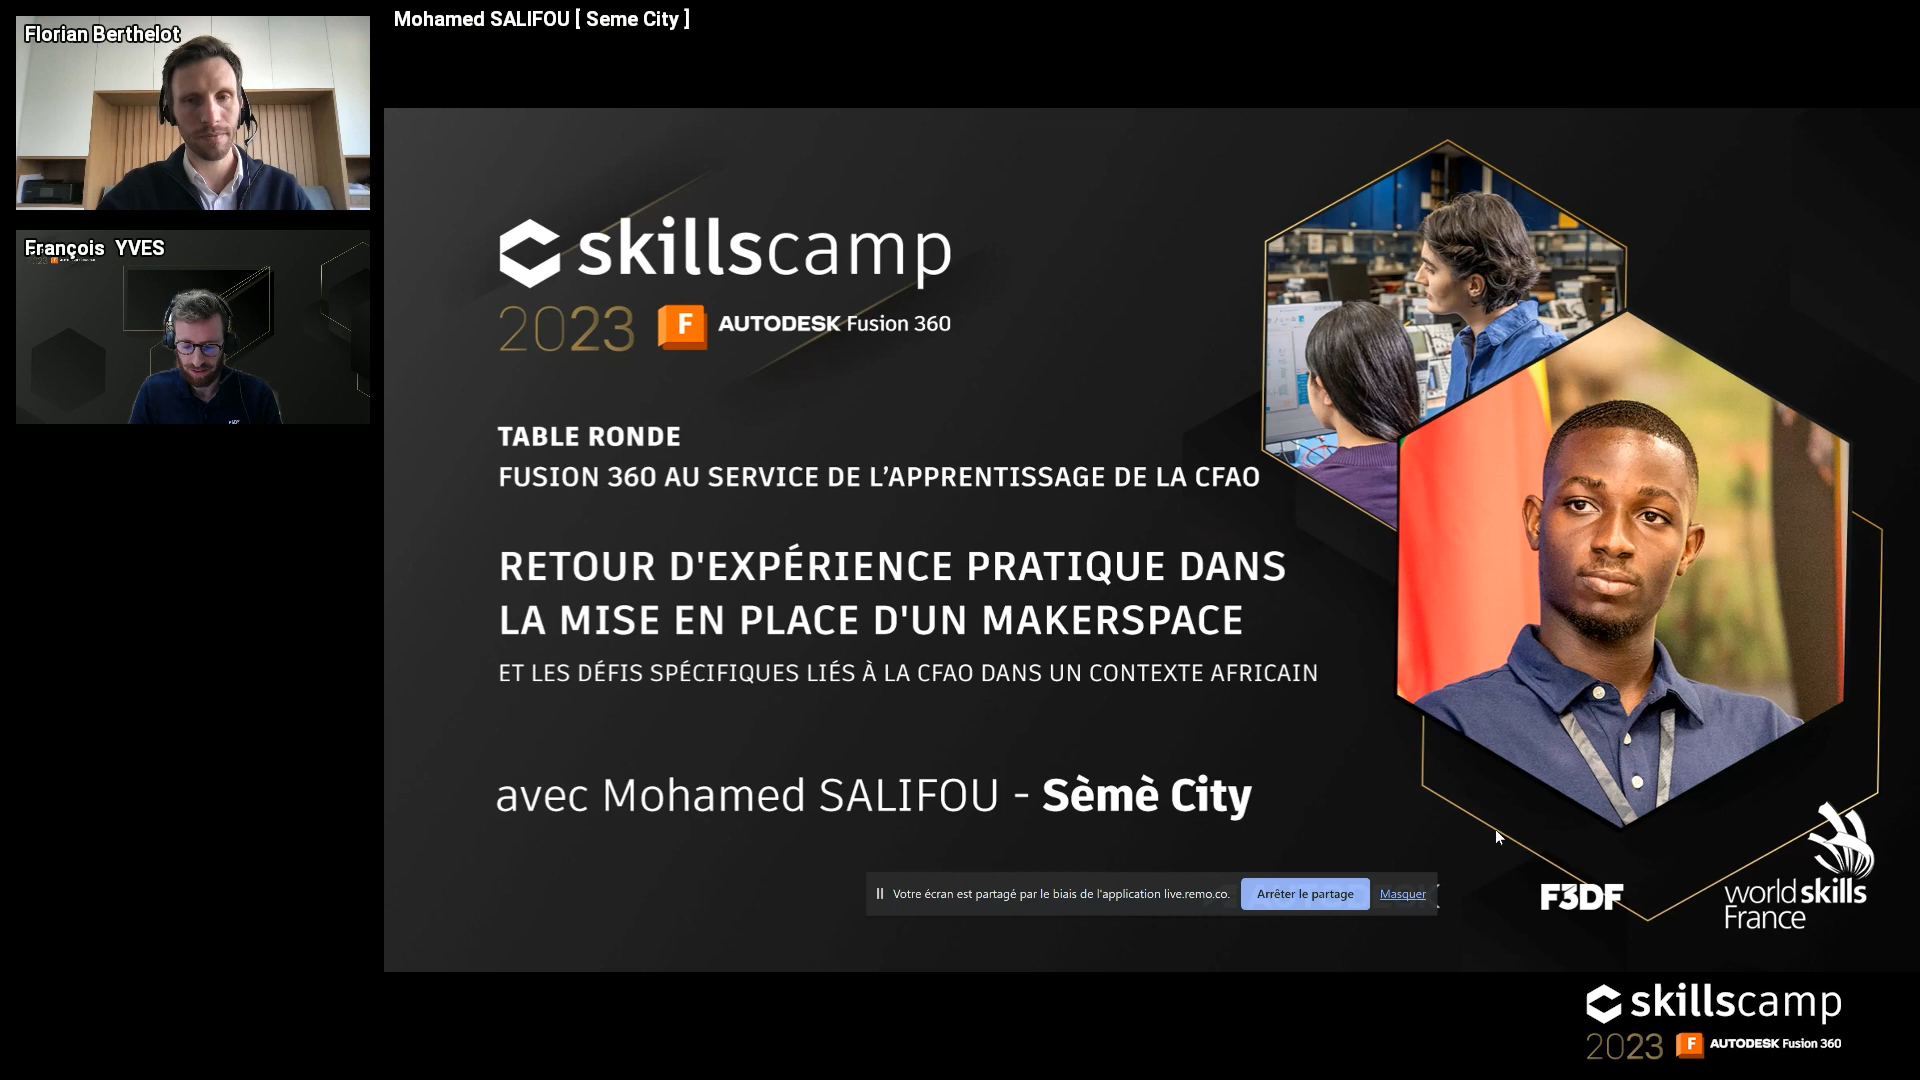 Florian Berthelot
François YVES
Mohamed SALIFOU [ Seme City ]
skillscamp
2023 F AUTODESK Fusion 360
TABLE RONDE
FUSION 360 AU SERVICE DE L’APPRENTISSAGE DE LA CFAO
RETOUR D'EXPÉRIENCE PRATIQUE DANS
LA MISE EN PLACE D'UN MAKERSPACE
ET LES DÉFIS SPÉCIFIQUES LIÉS À LA CFAO DANS UN CONTEXTE AFRICAIN
avec Mohamed SALIFOU - Sèmè City
Votre écran est partagé par le biais de l'application live.remo.co. Arrêter le partage Masquer
F3DF
worldskills
France
skillscamp
2023 F AUTODESK Fusion 360